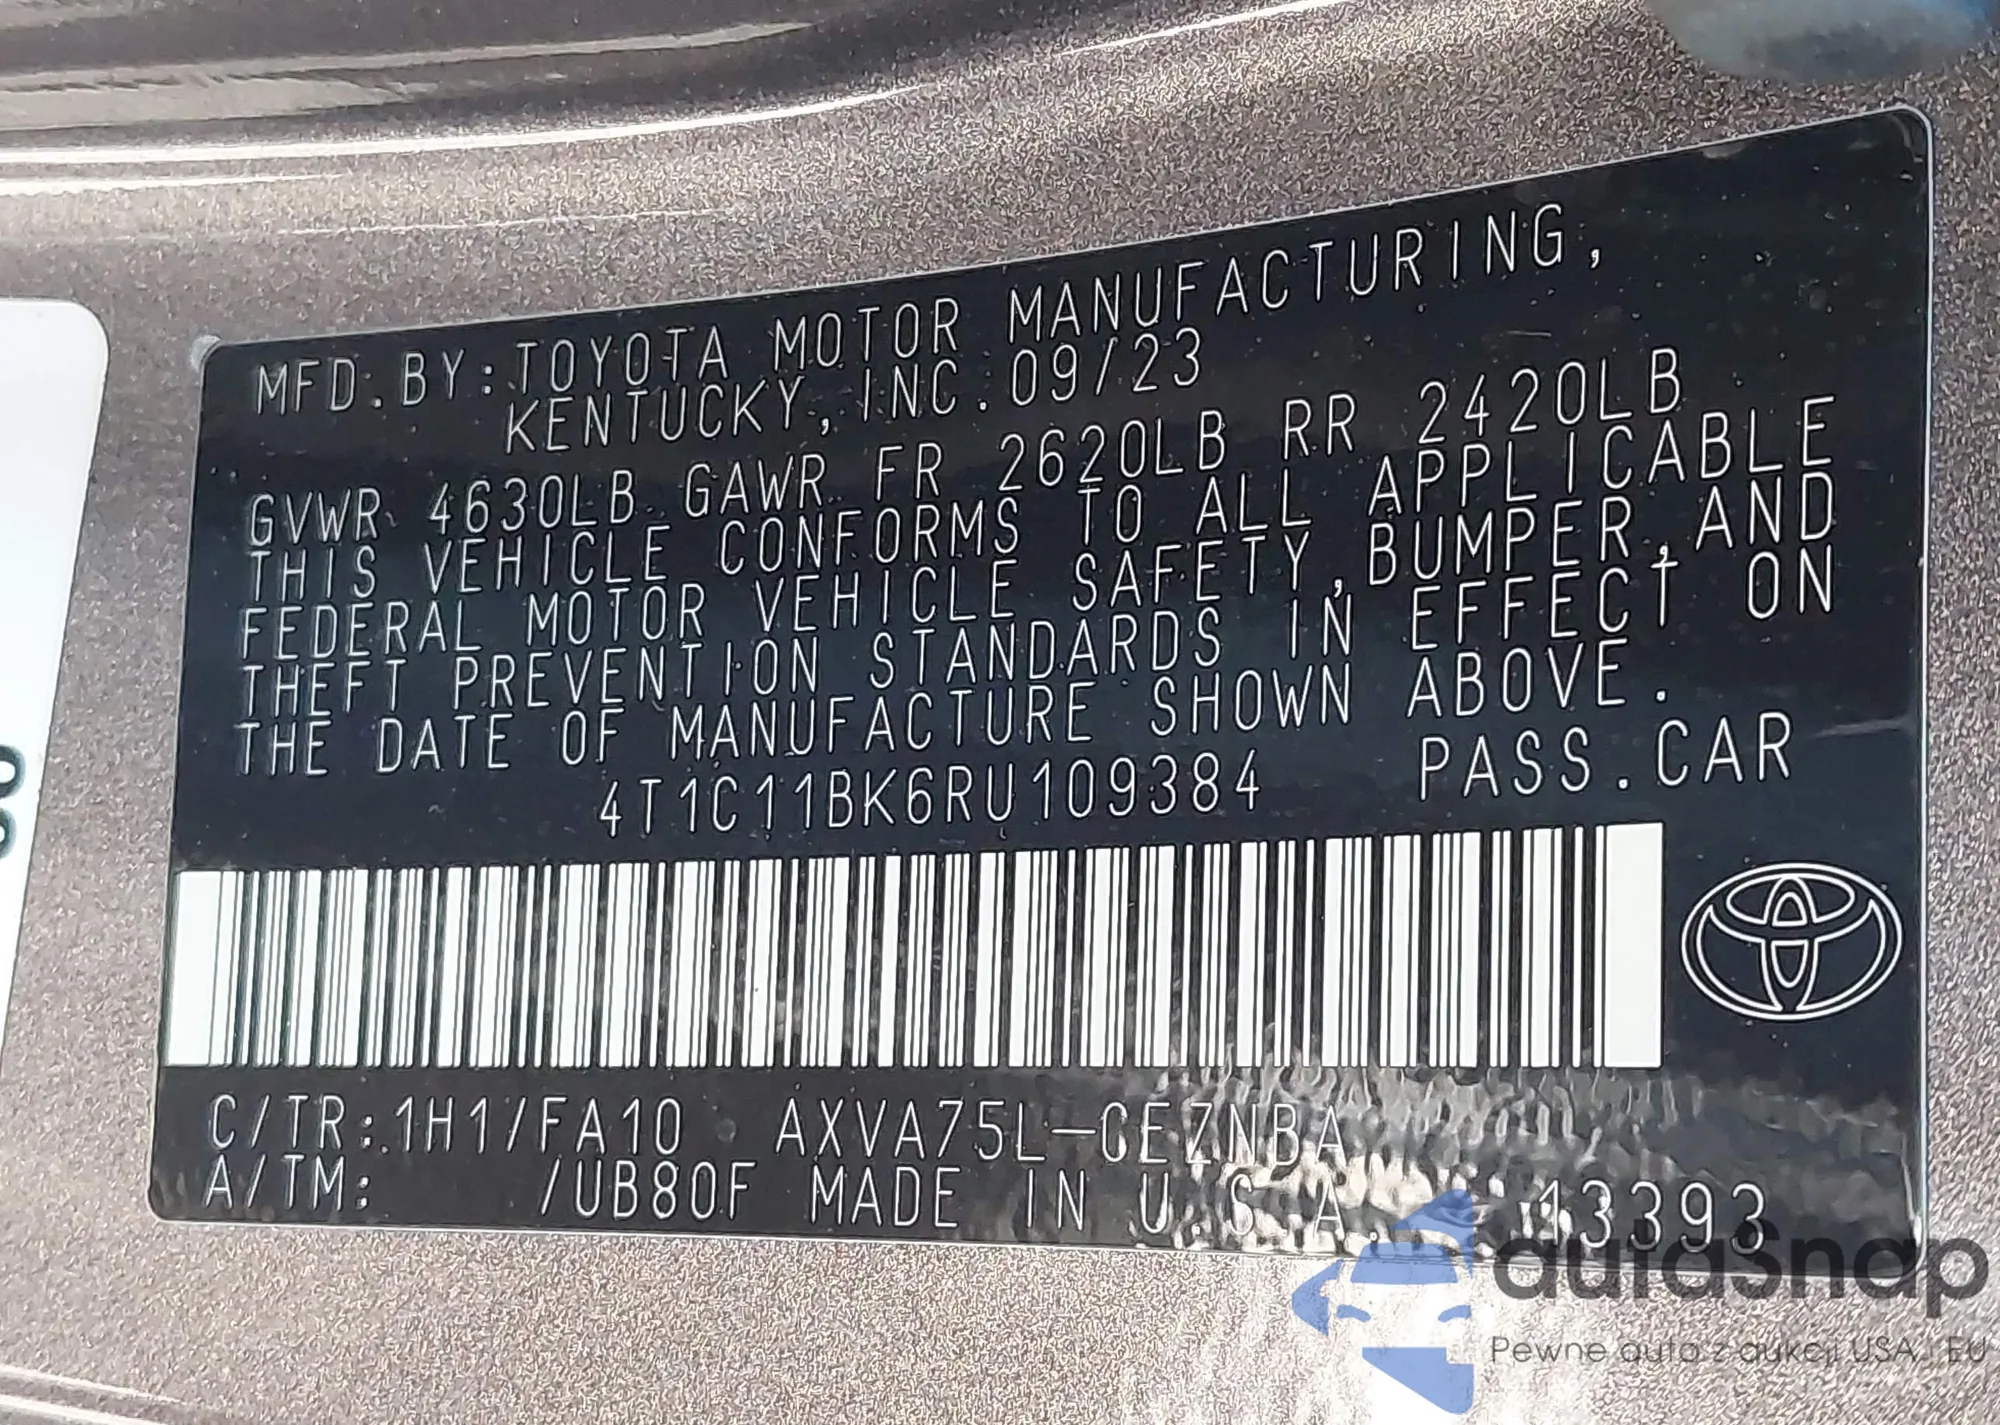 MFD. BY: TOYOTA MOTOR MANUFACTURING,
KENTUCKY, INC. 09/23
GVWR 4630LB GAWR FR 2620LB RR 2420LB
THIS VEHICLE CONFORMS TO ALL APPLICABLE
FEDERAL MOTOR VEHICLE SAFETY, BUMPER, AND
THEFT PREVENTION STANDARDS IN EFFECT ON
THE DATE OF MANUFACTURE SHOWN ABOVE.
4T1C11BK6RU109384 PASS. CAR
C/TR: 1H1/FA10 AXVA75L-CEZNBA
A/TM: /UB80F MADE IN U.S.A. 13393
autaSnap
Pewne auto z aukcji USA, EU